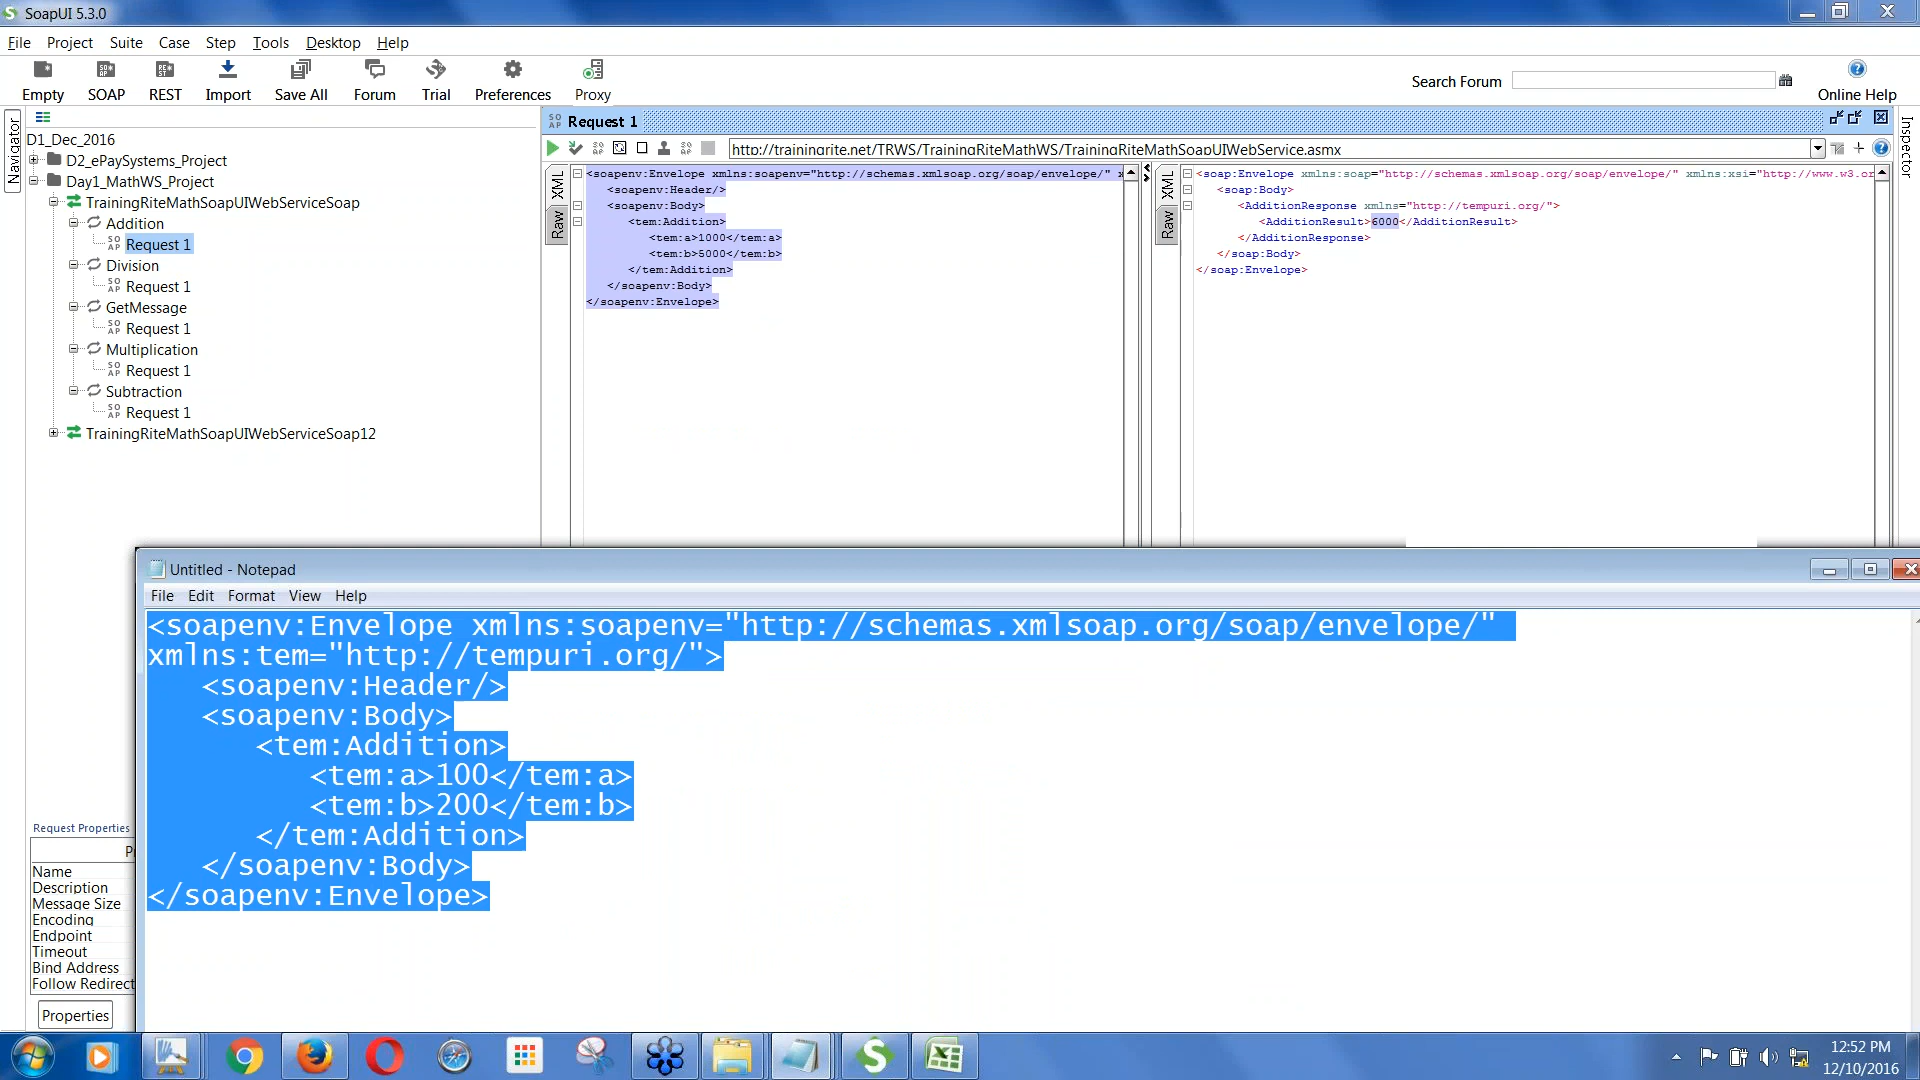 SoapUI 5.3.0
File Project Suite Case Step Tools Desktop Help
Empty SOAP REST Import Save All Forum Trial Preferences Proxy
Search Forum
Online Help
Navigator
D1_Dec_2016
D2_ePaySystems_Project
Day1_MathWS_Project
TrainingRiteMathSoapUIWebServiceSoap
Addition
Request 1
Division
Request 1
GetMessage
Request 1
Multiplication
Request 1
Subtraction
Request 1
TrainingRiteMathSoapUIWebServiceSoap12
Request 1
http://trainingrite.net/TRWS/TrainingRiteMathWS/TrainingRiteMathSoapUIWebService.asmx
XML
Raw
<soapenv:Envelope xmlns:soapenv="http://schemas.xmlsoap.org/soap/envelope/" x
<soapenv:Header/>
<soapenv:Body>
<tem:Addition>
<tem:a>1000</tem:a>
<tem:b>5000</tem:b>
</tem:Addition>
</soapenv:Body>
</soapenv:Envelope>
XML
Raw
<soap:Envelope xmlns:soap="http://schemas.xmlsoap.org/soap/envelope/" xmlns:xsi="http://www.w3.or
<soap:Body>
<AdditionResponse xmlns="http://tempuri.org/">
<AdditionResult>6000</AdditionResult>
</AdditionResponse>
</soap:Body>
</soap:Envelope>
Inspector
Untitled - Notepad
File Edit Format View Help
<soapenv:Envelope xmlns:soapenv="http://schemas.xmlsoap.org/soap/envelope/"
xmlns:tem="http://tempuri.org/">
<soapenv:Header/>
<soapenv:Body>
<tem:Addition>
<tem:a>100</tem:a>
<tem:b>200</tem:b>
</tem:Addition>
</soapenv:Body>
</soapenv:Envelope>
Request Properties
Name
Description
Message Size
Encoding
Endpoint
Timeout
Bind Address
Follow Redirect
Properties
12:52 PM
12/10/2016